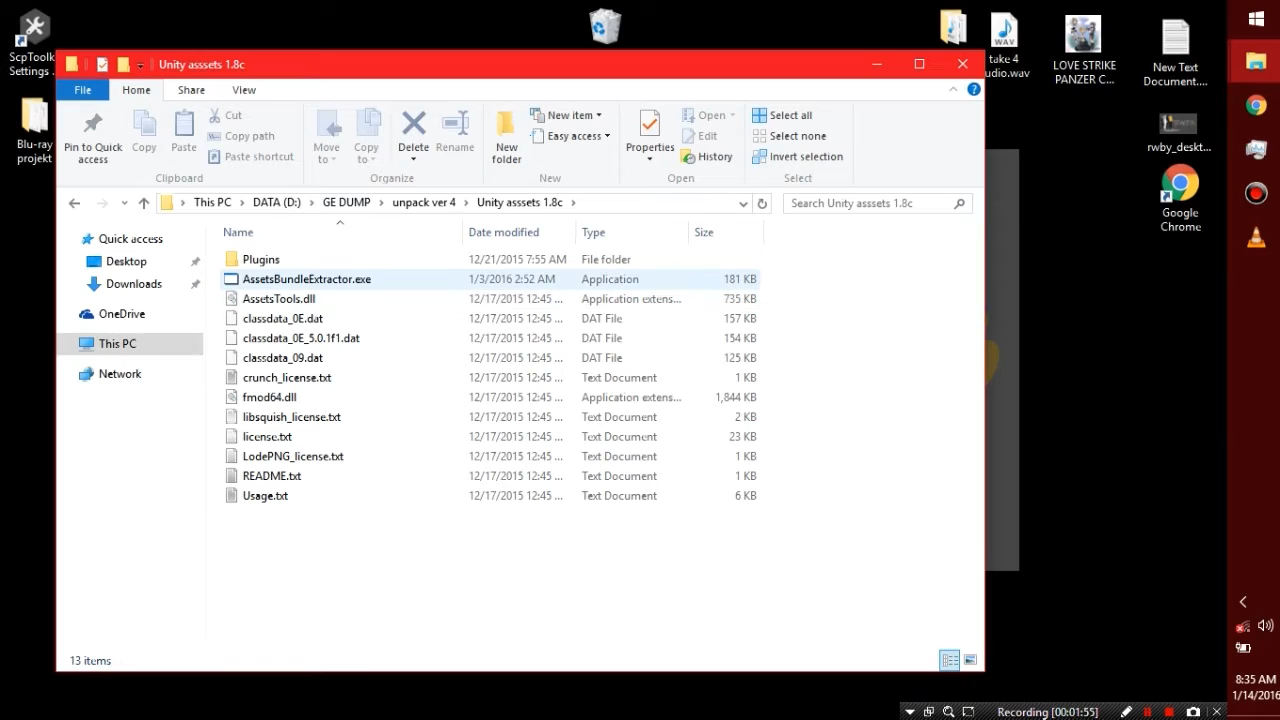 ScpToolk
Settings .
Blu-ray
projekt
Unity asssets 1.8c
File
Home
Share
View
Pin to Quick
access
Copy
Paste
Cut
Copy path
Paste shortcut
Clipboard
Move
to
Copy
to
Delete
Rename
Organize
New
folder
New item
Easy access
New
Properties
Open
Edit
History
Open
Select all
Select none
Invert selection
Select
This PC > DATA (D:) > GE DUMP > unpack ver 4 > Unity asssets 1.8c >
Search Unity asssets 1.8c
Quick access
Desktop
Downloads
OneDrive
This PC
Network
Name Date modified Type Size
Plugins 12/21/2015 7:55 AM File folder
AssetsBundleExtractor.exe 1/3/2016 2:52 AM Application 181 KB
AssetsTools.dll 12/17/2015 12:45 ... Application extens... 735 KB
classdata_0E.dat 12/17/2015 12:45 ... DAT File 157 KB
classdata_0E_5.0.1f1.dat 12/17/2015 12:45 ... DAT File 154 KB
classdata_09.dat 12/17/2015 12:45 ... DAT File 125 KB
crunch_license.txt 12/17/2015 12:45 ... Text Document 1 KB
fmod64.dll 12/17/2015 12:45 ... Application extens... 1,844 KB
libsquish_license.txt 12/17/2015 12:45 ... Text Document 2 KB
license.txt 12/17/2015 12:45 ... Text Document 23 KB
LodePNG_license.txt 12/17/2015 12:45 ... Text Document 1 KB
README.txt 12/17/2015 12:45 ... Text Document 1 KB
Usage.txt 12/17/2015 12:45 ... Text Document 6 KB
13 items
take 4
udio.wav
WAV
LOVE STRIKE
PANZER C...
New Text
Document....
rwby_deskt...
Google
Chrome
8:35 AM
1/14/2016
Recording [00:01:55]